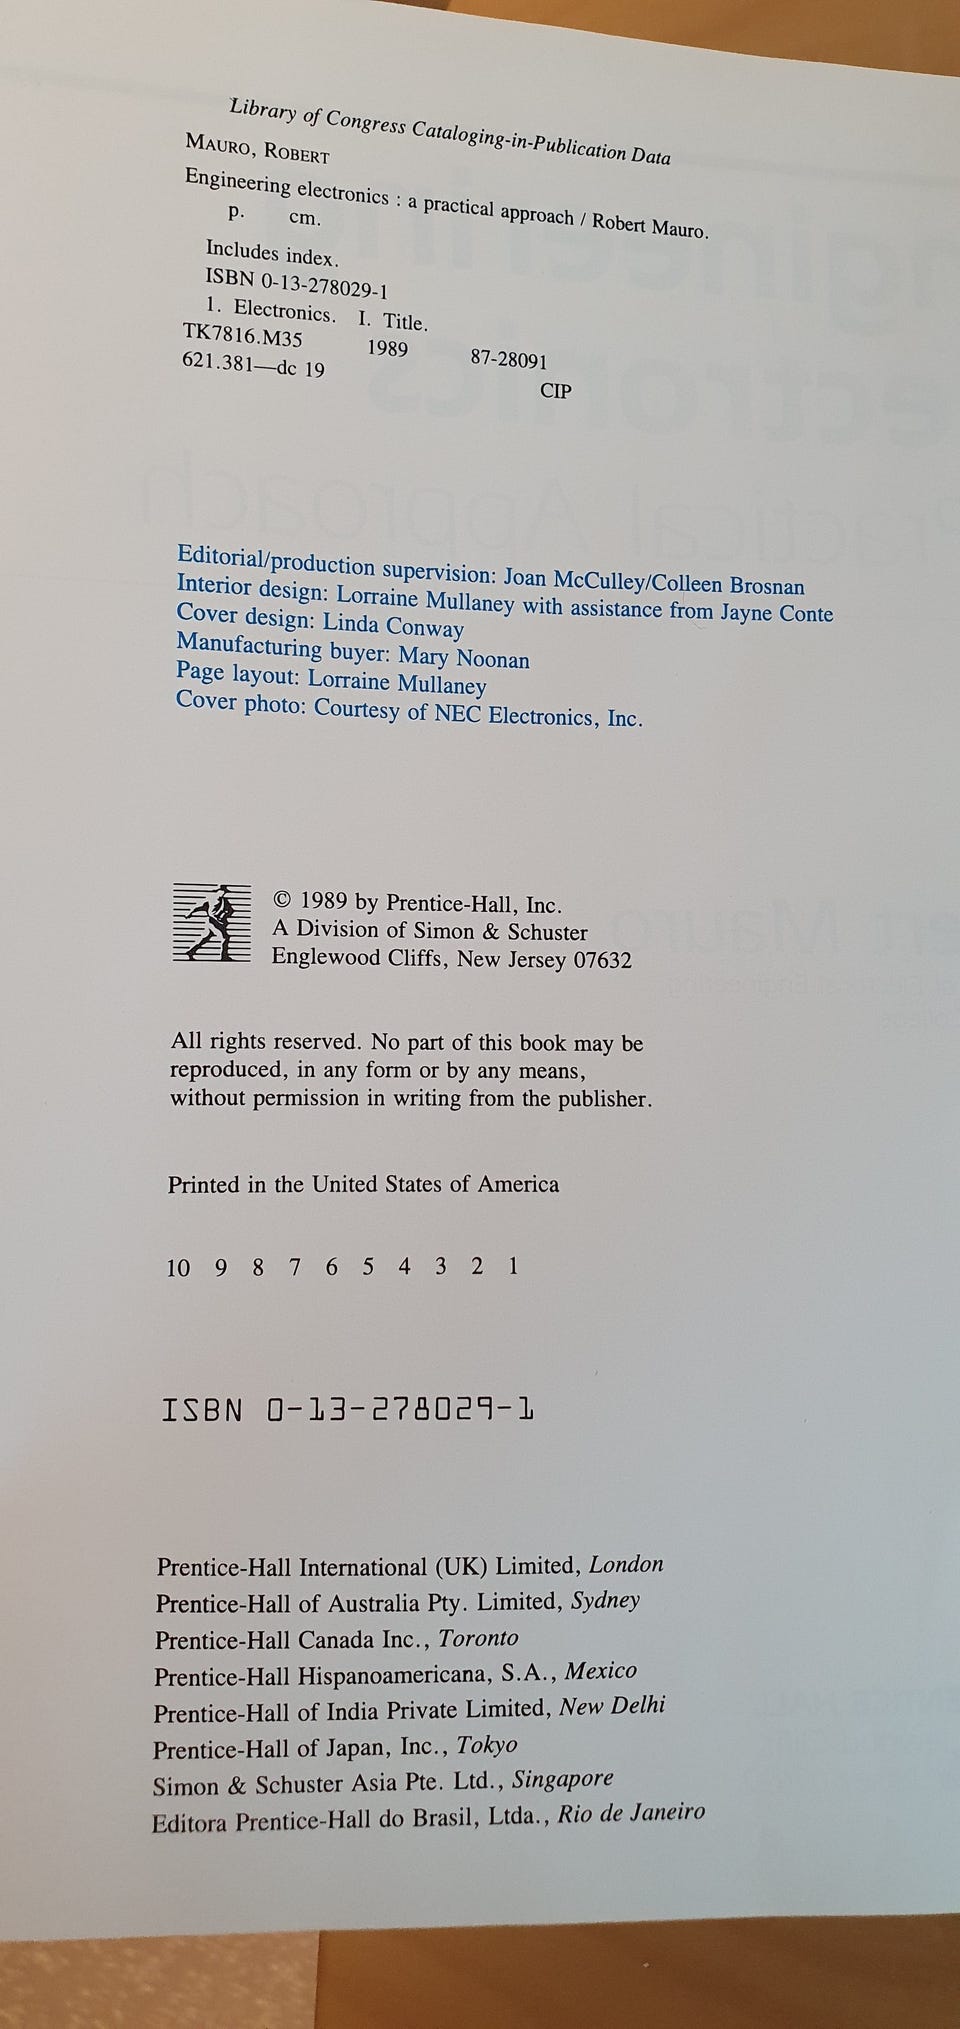 Library of Congress Cataloging-in-Publication Data
MAURO, ROBERT
Engineering electronics : a practical approach / Robert Mauro.
p. cm.
Includes index.
ISBN 0-13-278029-1
1. Electronics. I. Title.
TK7816.M35 1989 87-28091
621.381—dc 19
CIP
Editorial/production supervision: Joan McCulley/Colleen Brosnan
Interior design: Lorraine Mullaney with assistance from Jayne Conte
Cover design: Linda Conway
Manufacturing buyer: Mary Noonan
Page layout: Lorraine Mullaney
Cover photo: Courtesy of NEC Electronics, Inc.
© 1989 by Prentice-Hall, Inc.
A Division of Simon & Schuster
Englewood Cliffs, New Jersey 07632
All rights reserved. No part of this book may be
reproduced, in any form or by any means,
without permission in writing from the publisher.
Printed in the United States of America
10 9 8 7 6 5 4 3 2 1
ISBN 0-13-278029-1
Prentice-Hall International (UK) Limited, London
Prentice-Hall of Australia Pty. Limited, Sydney
Prentice-Hall Canada Inc., Toronto
Prentice-Hall Hispanoamericana, S.A., Mexico
Prentice-Hall of India Private Limited, New Delhi
Prentice-Hall of Japan, Inc., Tokyo
Simon & Schuster Asia Pte. Ltd., Singapore
Editora Prentice-Hall do Brasil, Ltda., Rio de Janeiro